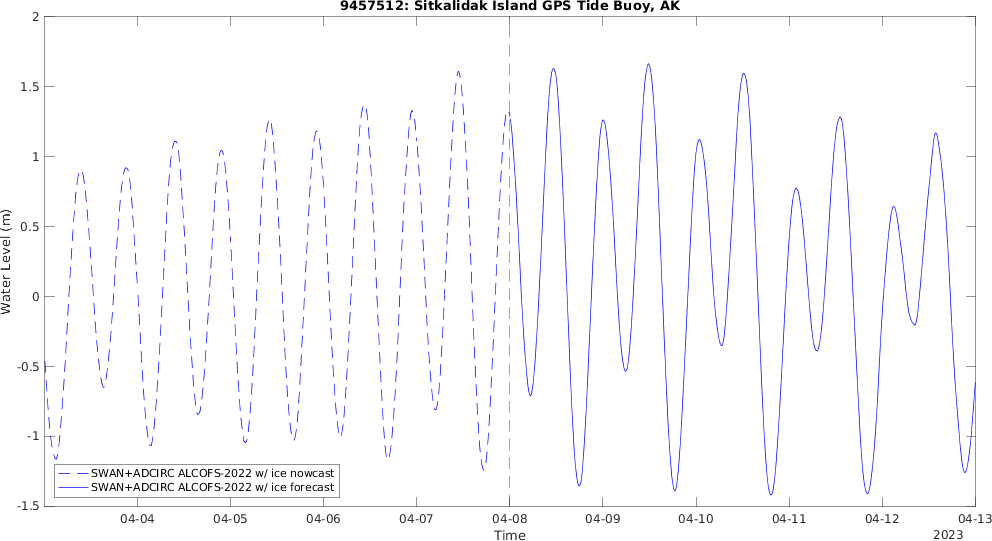 9457512: Sitkalidak Island GPS Tide Buoy, AK
2
1.5
1
0.5
0
-0.5
-1
-1.5
Water Level (m)
SWAN+ADCIRC ALCOFS-2022 w/ ice nowcast
SWAN+ADCIRC ALCOFS-2022 w/ ice forecast
04-04 04-05 04-06 04-07 04-08 04-09 04-10 04-11 04-12 04-13
Time
2023